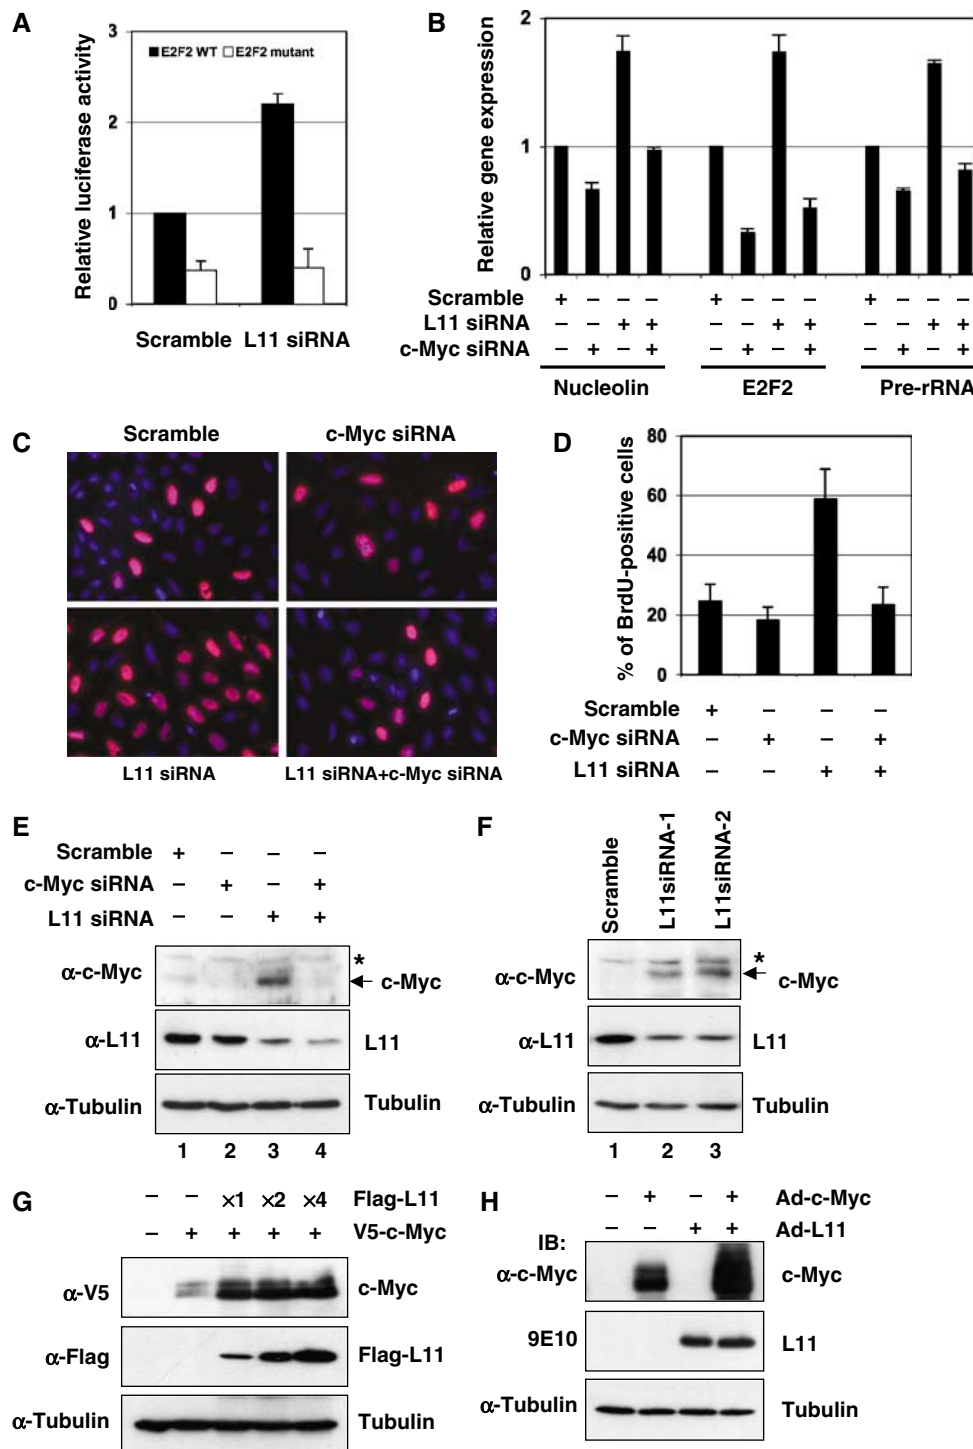 A
Relative luciferase activity
3
2
1
0
E2F2 WT E2F2 mutant
Scramble L11 siRNA
B
Relative gene expression
2
1
0
Scramble + – – – + – – – + – – –
L11 siRNA – – + + – – + + – – + +
c-Myc siRNA – + – + – + – + – + – +
Nucleolin E2F2 Pre-rRNA
C
Scramble c-Myc siRNA
L11 siRNA L11 siRNA+c-Myc siRNA
D
% of BrdU-positive cells
80
60
40
20
0
Scramble + – – –
c-Myc siRNA – + – +
L11 siRNA – – + +
E
Scramble + – – –
c-Myc siRNA – + – +
L11 siRNA – – + +
α-c-Myc * c-Myc
α-L11 L11
α-Tubulin Tubulin
1 2 3 4
F
Scramble L11siRNA-1 L11siRNA-2
α-c-Myc * c-Myc
α-L11 L11
α-Tubulin Tubulin
1 2 3
G
– – ×1 ×2 ×4 Flag-L11
– + + + + V5-c-Myc
α-V5 c-Myc
α-Flag Flag-L11
α-Tubulin Tubulin
H
– + – + Ad-c-Myc
– – + + Ad-L11
IB:
α-c-Myc c-Myc
9E10 L11
α-Tubulin Tubulin